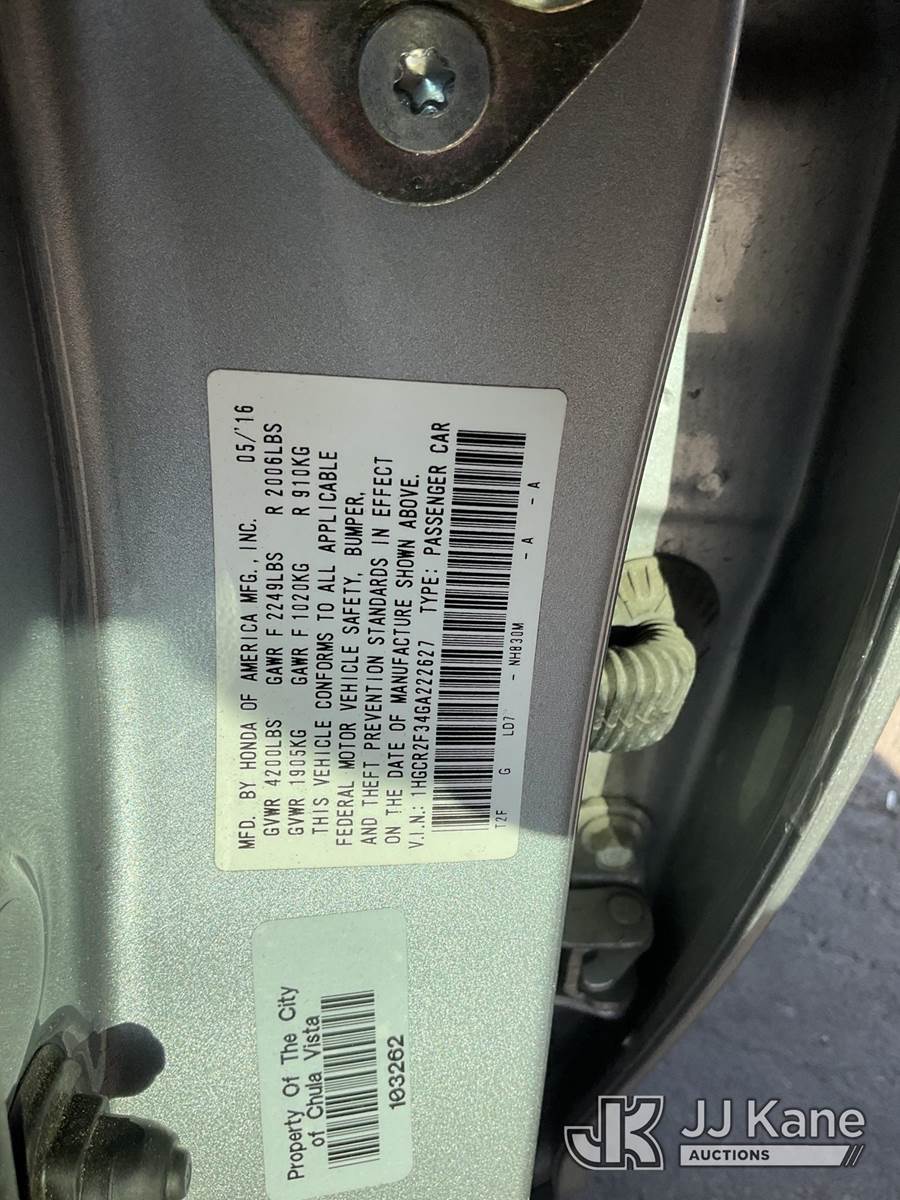 MFD. BY HONDA OF AMERICA MFG., INC. 05/'16
GVWR 4200LBS GAWR F 2249LBS R 2006LBS
GVWR 1905KG GAWR F 1020KG R 910KG
THIS VEHICLE CONFORMS TO ALL APPLICABLE
FEDERAL MOTOR VEHICLE SAFETY, BUMPER,
AND THEFT PREVENTION STANDARDS IN EFFECT
ON THE DATE OF MANUFACTURE SHOWN ABOVE.
V.I.N.: 1HGCR2F34GA222627 TYPE: PASSENGER CAR
T2F G LD7 - NH830M - A - A
Property Of The City
of Chula Vista
103262
JK JJ Kane
AUCTIONS